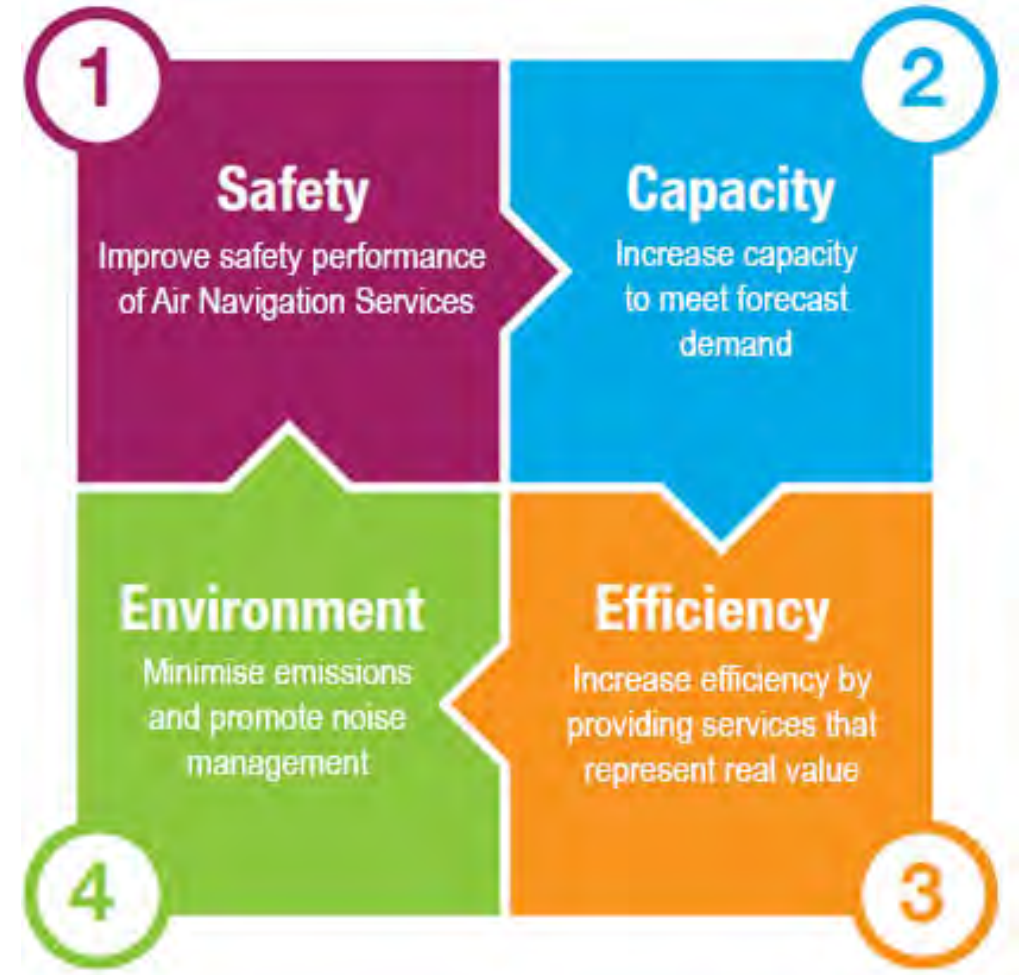 1
Safety
Improve safety performance
of Air Navigation Services
2
Capacity
Increase capacity
to meet forecast
demand
3
Efficiency
Increase efficiency by
providing services that
represent real value
4
Environment
Minimise emissions
and promote noise
management